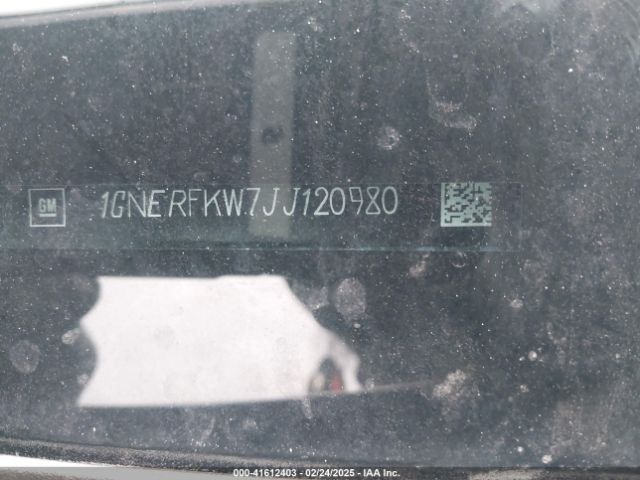 GM
1GNERFKW7JJ120980
000-41612403 - 02/24/2025 - IAA Inc.